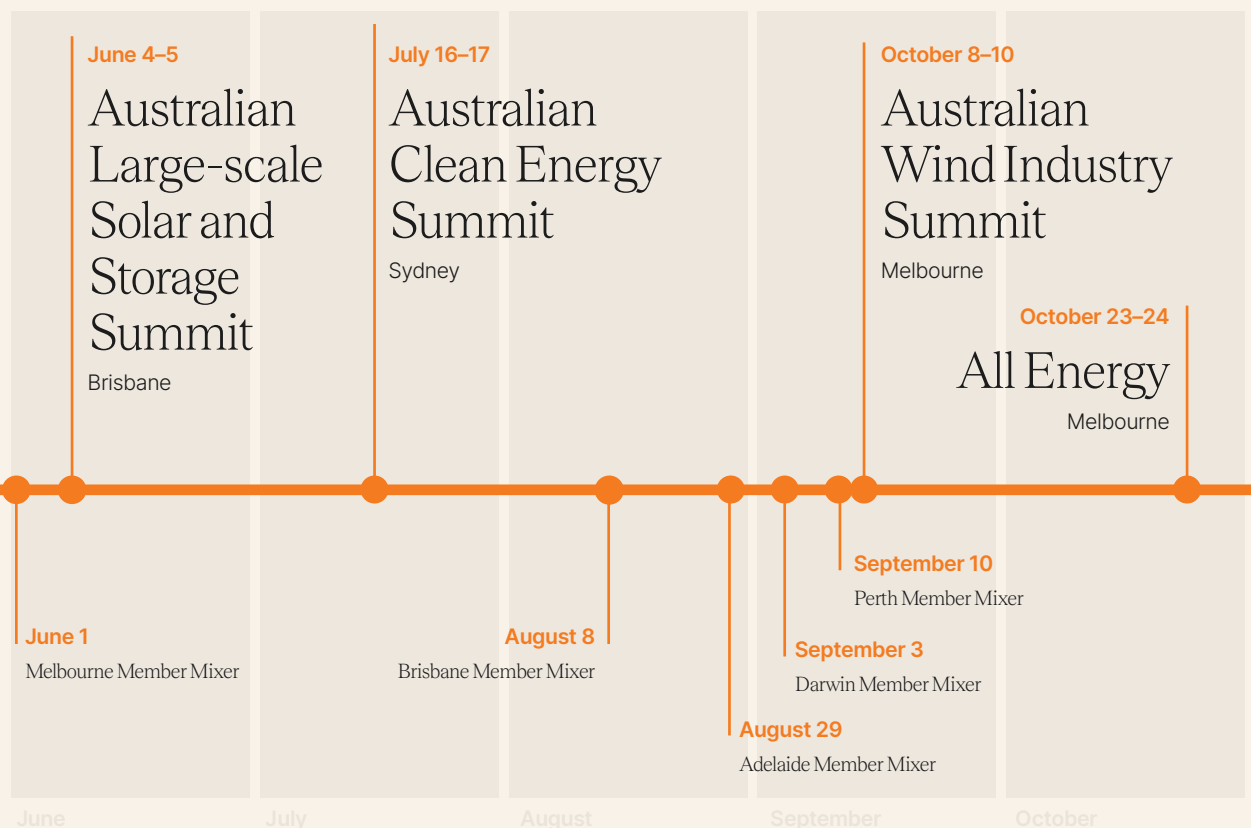 June 4–5
Australian
Large-scale
Solar and
Storage
Summit
Brisbane
July 16–17
Australian
Clean Energy
Summit
Sydney
October 8–10
Australian
Wind Industry
Summit
Melbourne
October 23–24
All Energy
Melbourne
June 1
Melbourne Member Mixer
August 8
Brisbane Member Mixer
August 29
Adelaide Member Mixer
September 3
Darwin Member Mixer
September 10
Perth Member Mixer
June
July
August
September
October